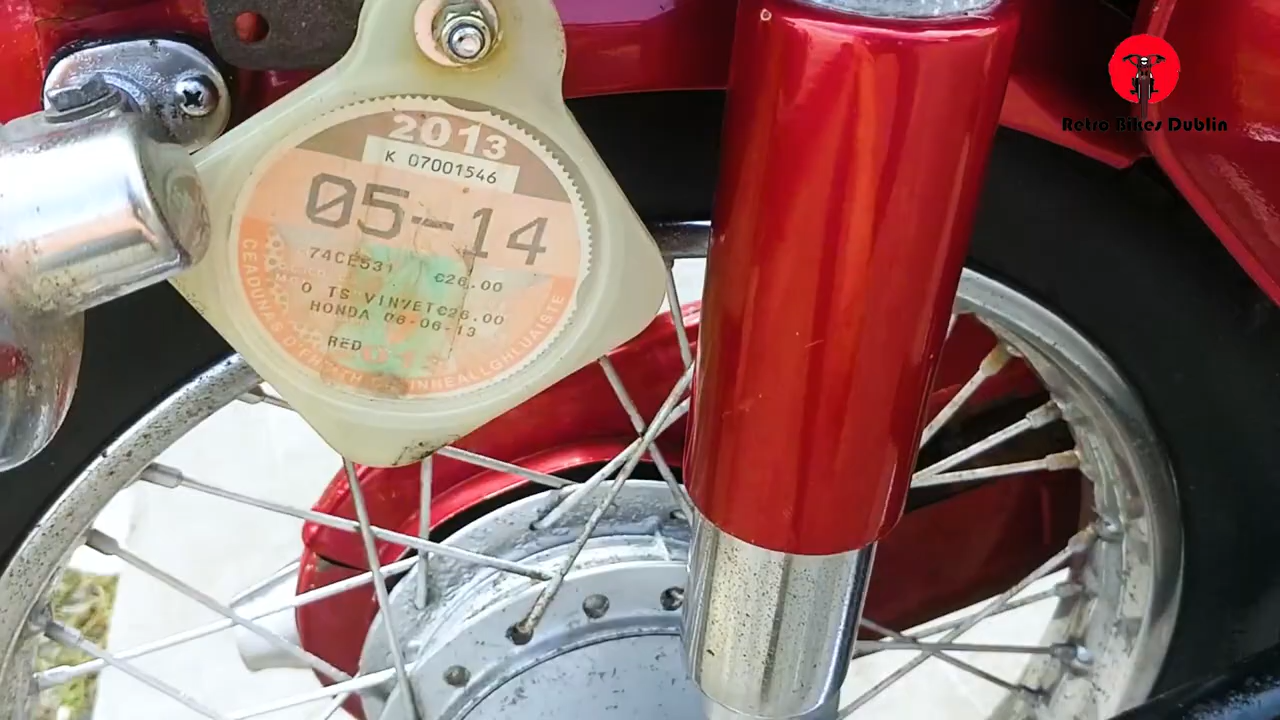 Retro Bikes Dublin
2013
K 07001546
05-14
74CE531 €26.00
0 TS VINVET€26.00
HONDA 06-06-13
RED